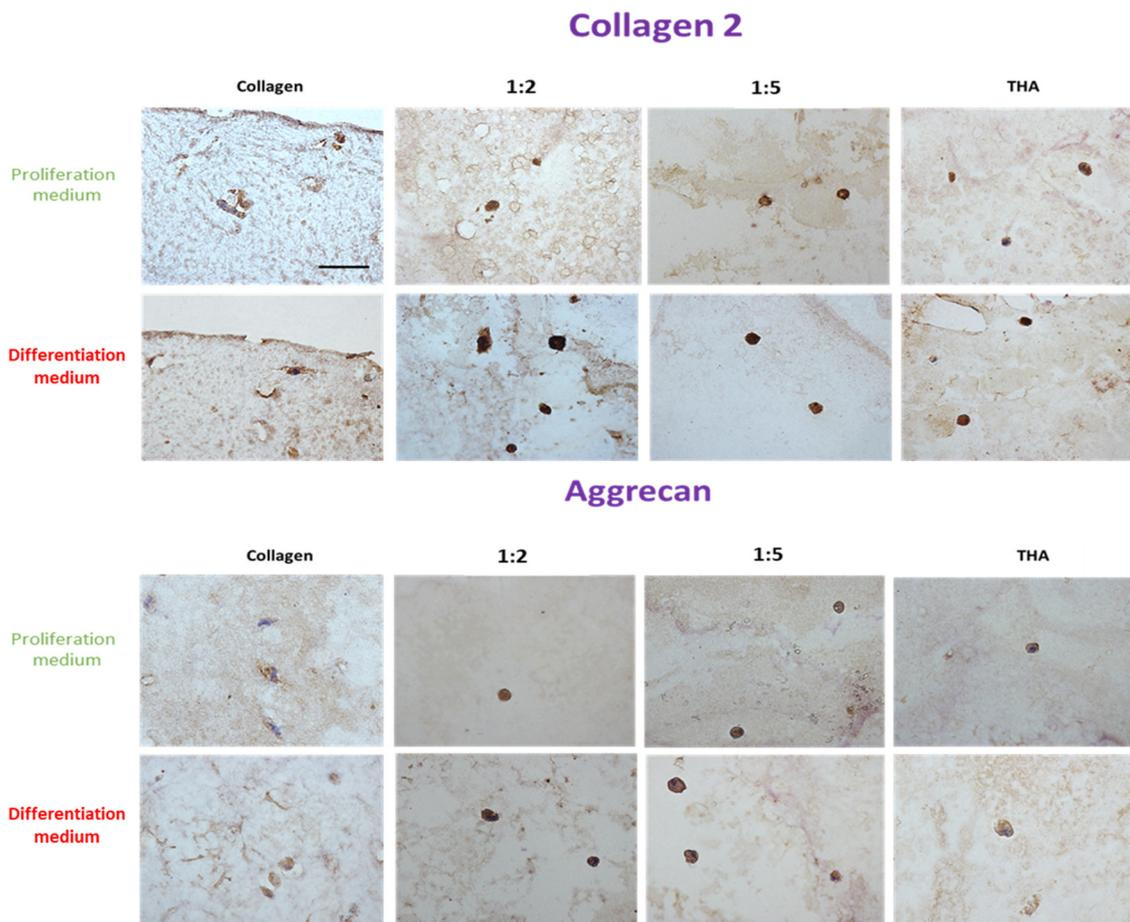 Collagen 2
Collagen 1:2 1:5 THA
Proliferation
medium
Differentiation
medium
Aggrecan
Collagen 1:2 1:5 THA
Proliferation
medium
Differentiation
medium